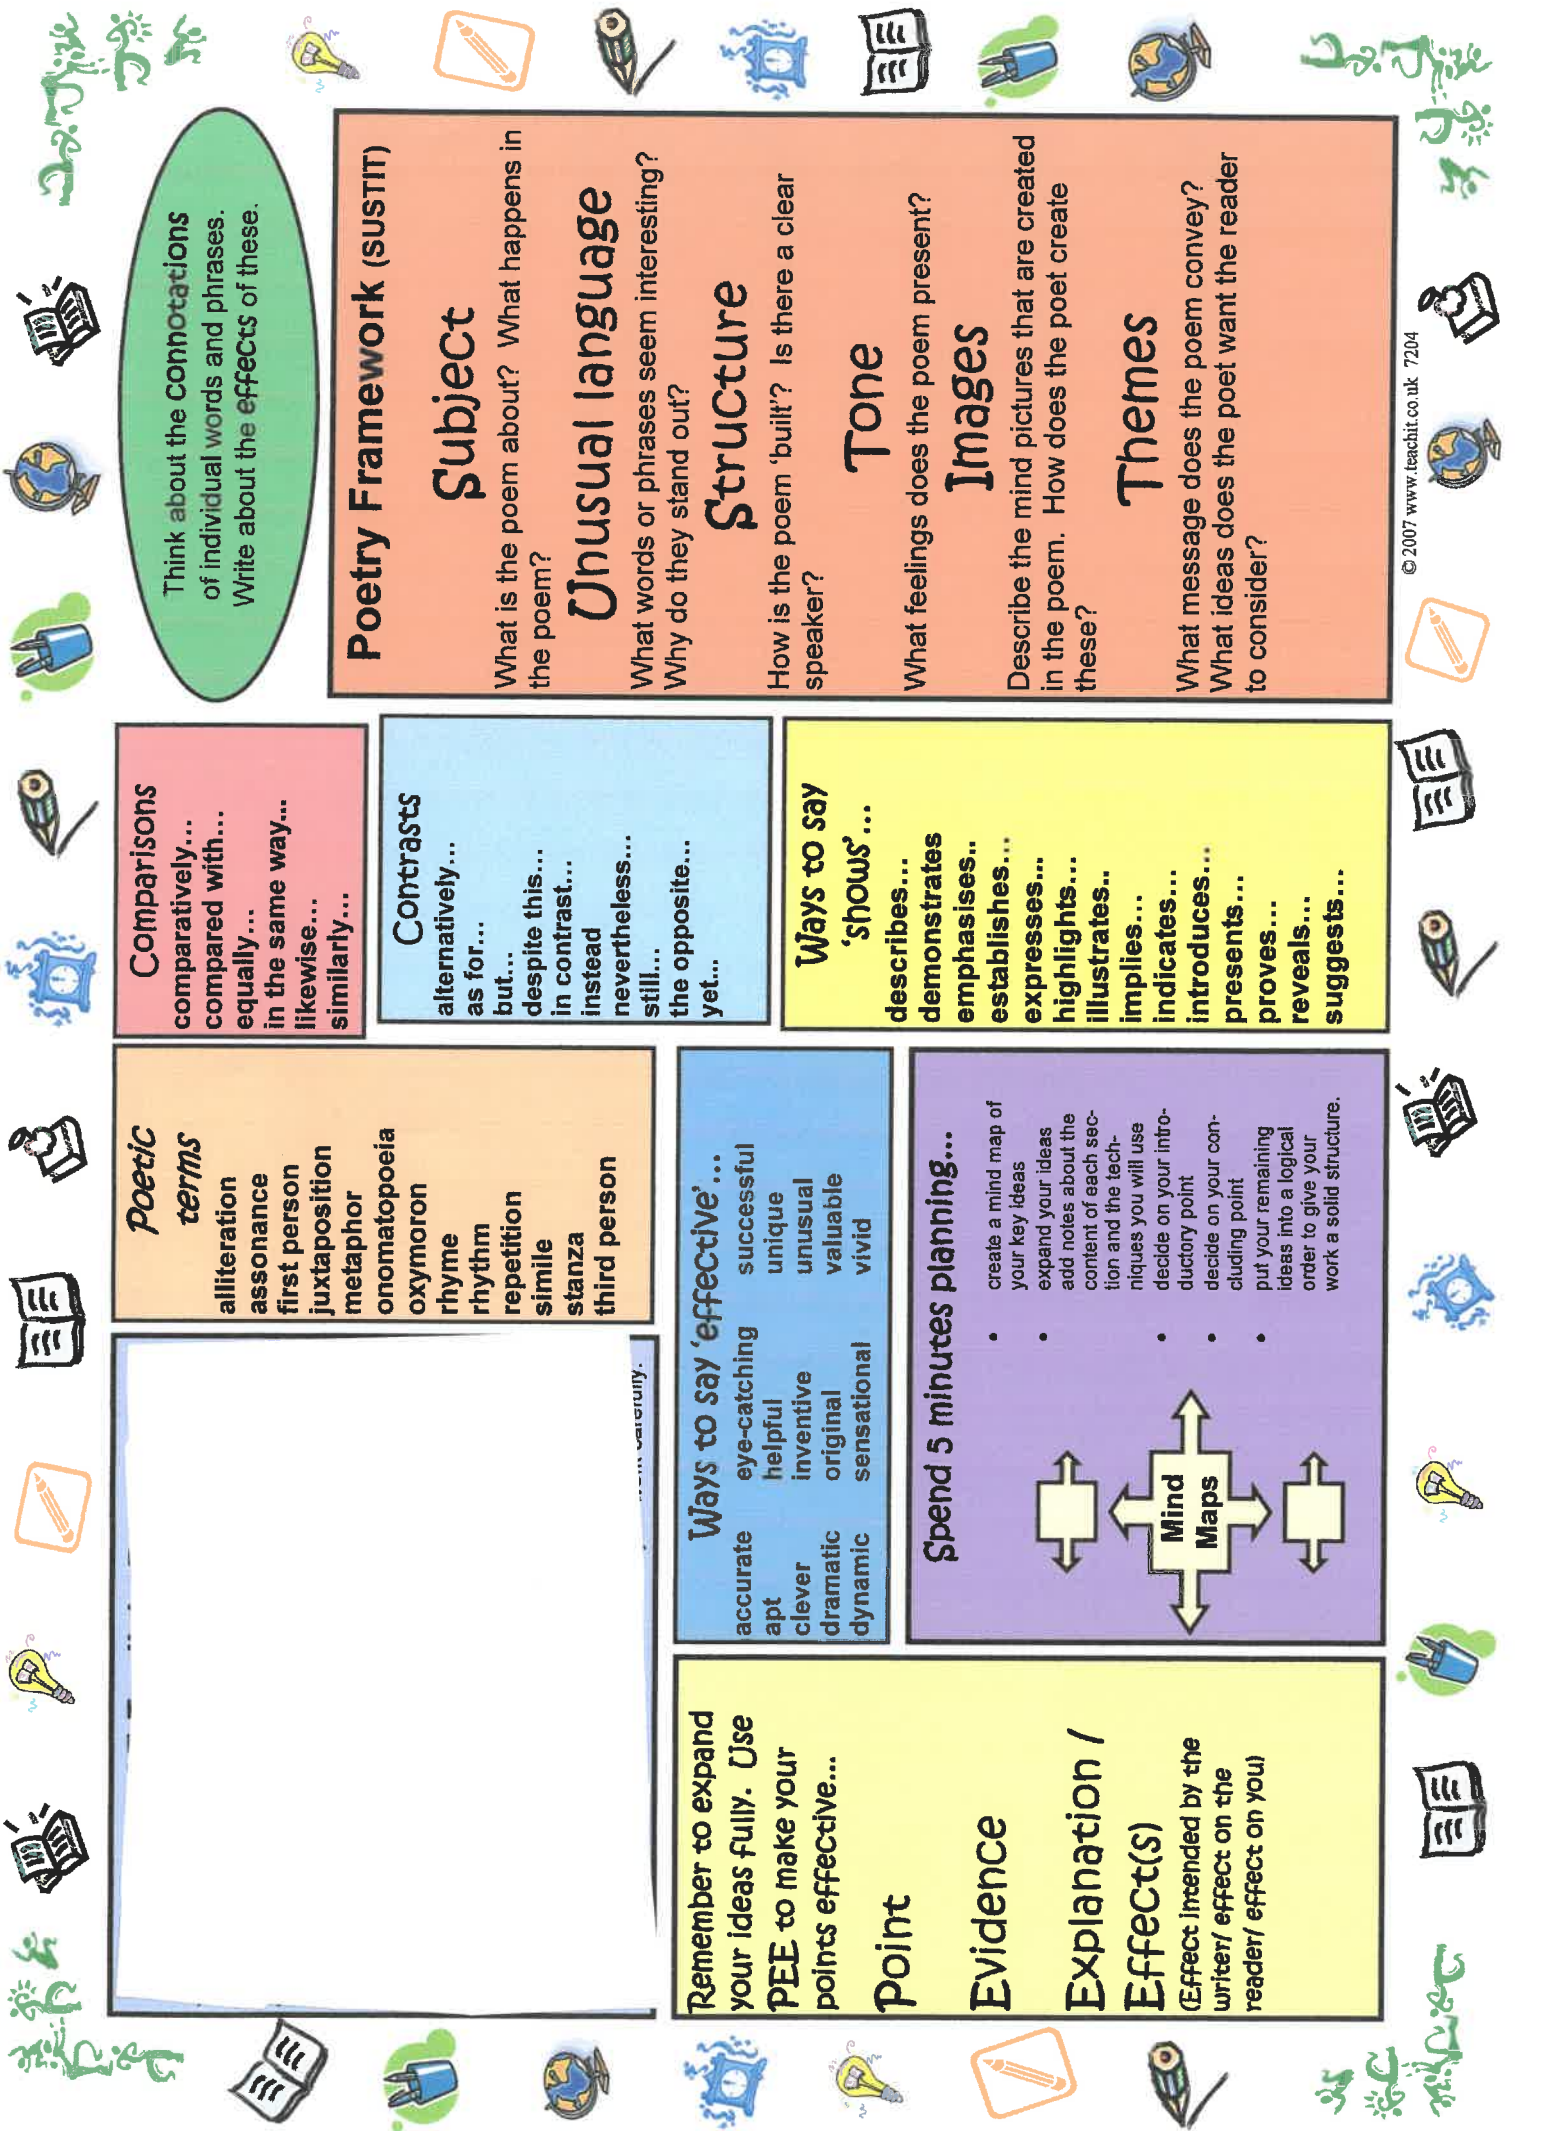 carefully.
Poetic
terms
alliteration
assonance
first person
juxtaposition
metaphor
onomatopoeia
oxymoron
rhyme
rhythm
repetition
simile
stanza
third person
Comparisons
comparatively...
compared with...
equally...
in the same way...
likewise...
similarly...
Think about the connotations
of individual words and phrases.
Write about the effects of these.
Contrasts
alternatively...
as for...
but...
despite this...
in contrast...
instead
nevertheless...
still...
the opposite...
yet...
Poetry Framework (SUSTIT)
Subject
What is the poem about? What happens in
the poem?
Unusual language
What words or phrases seem interesting?
Why do they stand out?
Structure
How is the poem 'built'? Is there a clear
speaker?
Tone
What feelings does the poem present?
Images
Describe the mind pictures that are created
in the poem. How does the poet create
these?
Themes
What message does the poem convey?
What ideas does the poet want the reader
to consider?
Remember to expand
your ideas fully. Use
PEE to make your
points effective...
Point
Evidence
Explanation /
Effect(s)
(Effect intended by the
writer/ effect on the
reader/ effect on you)
Ways to say 'effective'...
accurate eye-catching successful
apt helpful unique
clever inventive unusual
dramatic original valuable
dynamic sensational vivid
Spend 5 minutes planning...
Mind
Maps
• create a mind map of
your key ideas
• expand your ideas
add notes about the
content of each sec-
tion and the tech-
niques you will use
• decide on your intro-
ductory point
• decide on your con-
cluding point
• put your remaining
ideas into a logical
order to give your
work a solid structure.
Ways to say
'shows'...
describes...
demonstrates
emphasises..
establishes...
expresses...
highlights...
illustrates..
implies...
indicates...
introduces...
presents...
proves...
reveals...
suggests...
© 2007 www.teachit.co.uk 7204